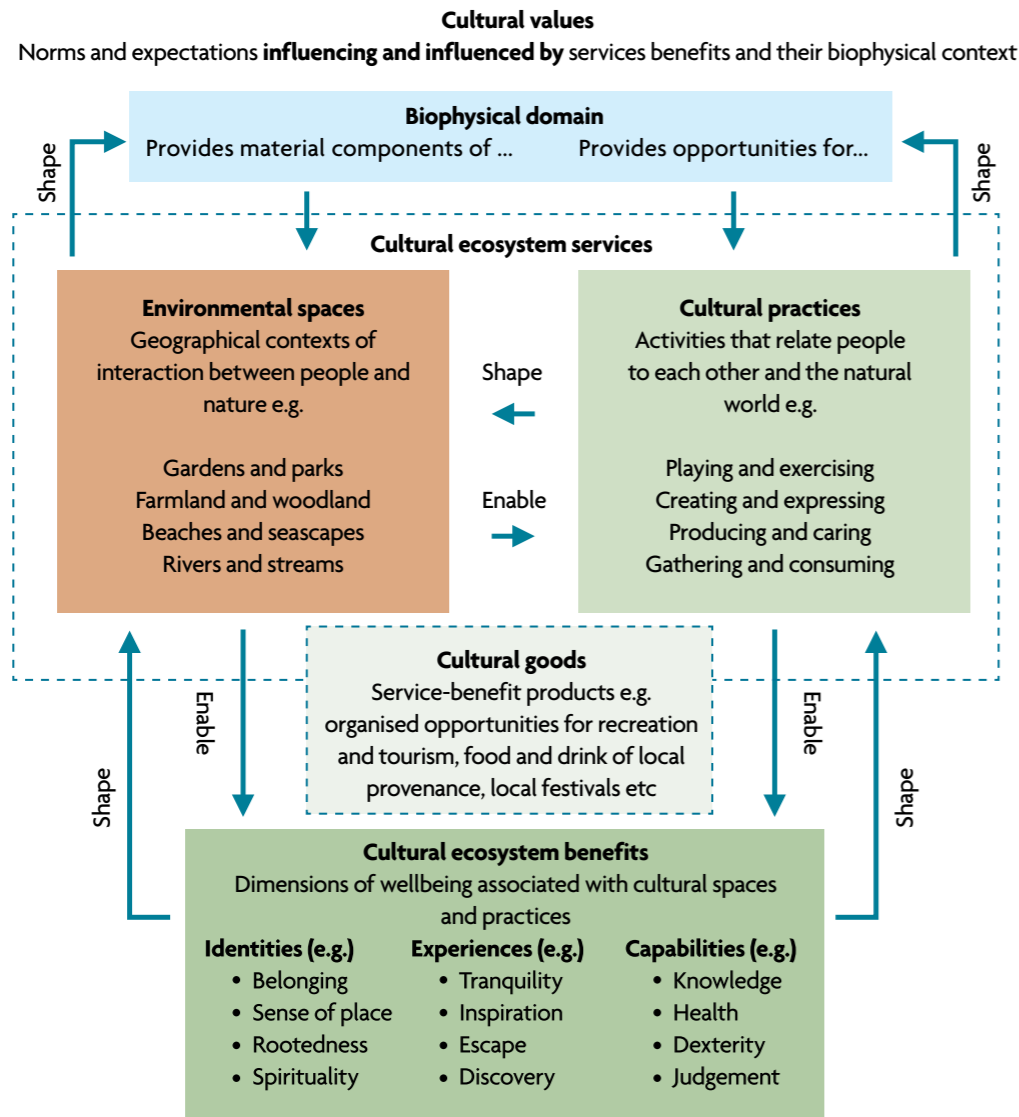 Cultural values
Norms and expectations influencing and influenced by services benefits and their biophysical context
Biophysical domain
Provides material components of ...
Provides opportunities for...
Shape
Shape
Cultural ecosystem services
Environmental spaces
Geographical contexts of
interaction between people and
nature e.g.
Gardens and parks
Farmland and woodland
Beaches and seascapes
Rivers and streams
Shape
Enable
Cultural practices
Activities that relate people
to each other and the natural
world e.g.
Playing and exercising
Creating and expressing
Producing and caring
Gathering and consuming
Cultural goods
Service-benefit products e.g.
organised opportunities for recreation
and tourism, food and drink of local
provenance, local festivals etc
Shape
Enable
Enable
Shape
Cultural ecosystem benefits
Dimensions of wellbeing associated with cultural spaces
and practices
Identities (e.g.)
• Belonging
• Sense of place
• Rootedness
• Spirituality
Experiences (e.g.)
• Tranquility
• Inspiration
• Escape
• Discovery
Capabilities (e.g.)
• Knowledge
• Health
• Dexterity
• Judgement